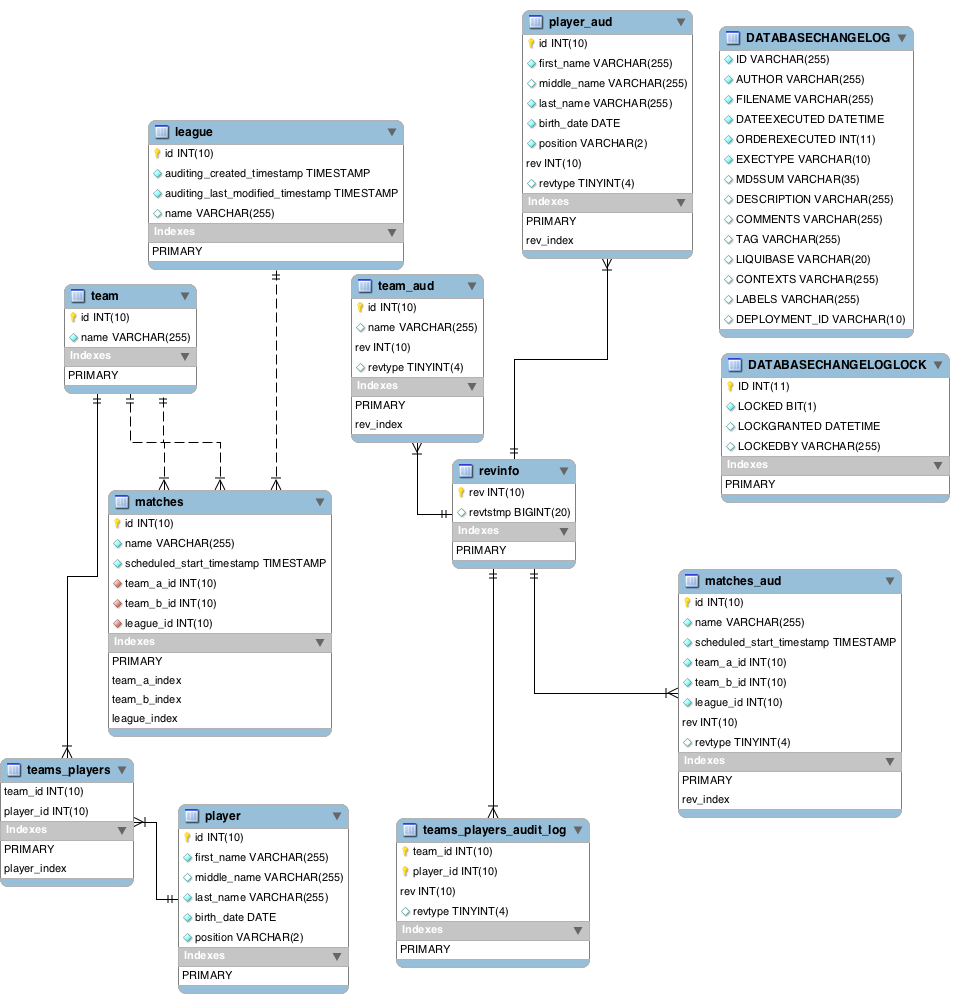 player_aud
id INT(10)
first_name VARCHAR(255)
middle_name VARCHAR(255)
last_name VARCHAR(255)
birth_date DATE
position VARCHAR(2)
rev INT(10)
revtype TINYINT(4)
Indexes
PRIMARY
rev_index
DATABASECHANGELOG
ID VARCHAR(255)
AUTHOR VARCHAR(255)
FILENAME VARCHAR(255)
DATEEXECUTED DATETIME
ORDEREXECUTED INT(11)
EXECTYPE VARCHAR(10)
MD5SUM VARCHAR(35)
DESCRIPTION VARCHAR(255)
COMMENTS VARCHAR(255)
TAG VARCHAR(255)
LIQUIBASE VARCHAR(20)
CONTEXTS VARCHAR(255)
LABELS VARCHAR(255)
DEPLOYMENT_ID VARCHAR(10)
league
id INT(10)
auditing_created_timestamp TIMESTAMP
auditing_last_modified_timestamp TIMESTAMP
name VARCHAR(255)
Indexes
PRIMARY
team
id INT(10)
name VARCHAR(255)
Indexes
PRIMARY
team_aud
id INT(10)
name VARCHAR(255)
rev INT(10)
revtype TINYINT(4)
Indexes
PRIMARY
rev_index
DATABASECHANGELOGLOCK
ID INT(11)
LOCKED BIT(1)
LOCKGRANTED DATETIME
LOCKEDBY VARCHAR(255)
Indexes
PRIMARY
revinfo
rev INT(10)
revtstmp BIGINT(20)
Indexes
PRIMARY
matches
id INT(10)
name VARCHAR(255)
scheduled_start_timestamp TIMESTAMP
team_a_id INT(10)
team_b_id INT(10)
league_id INT(10)
Indexes
PRIMARY
team_a_index
team_b_index
league_index
matches_aud
id INT(10)
name VARCHAR(255)
scheduled_start_timestamp TIMESTAMP
team_a_id INT(10)
team_b_id INT(10)
league_id INT(10)
rev INT(10)
revtype TINYINT(4)
Indexes
PRIMARY
rev_index
teams_players
team_id INT(10)
player_id INT(10)
Indexes
PRIMARY
player_index
player
id INT(10)
first_name VARCHAR(255)
middle_name VARCHAR(255)
last_name VARCHAR(255)
birth_date DATE
position VARCHAR(2)
Indexes
PRIMARY
teams_players_audit_log
team_id INT(10)
player_id INT(10)
rev INT(10)
revtype TINYINT(4)
Indexes
PRIMARY